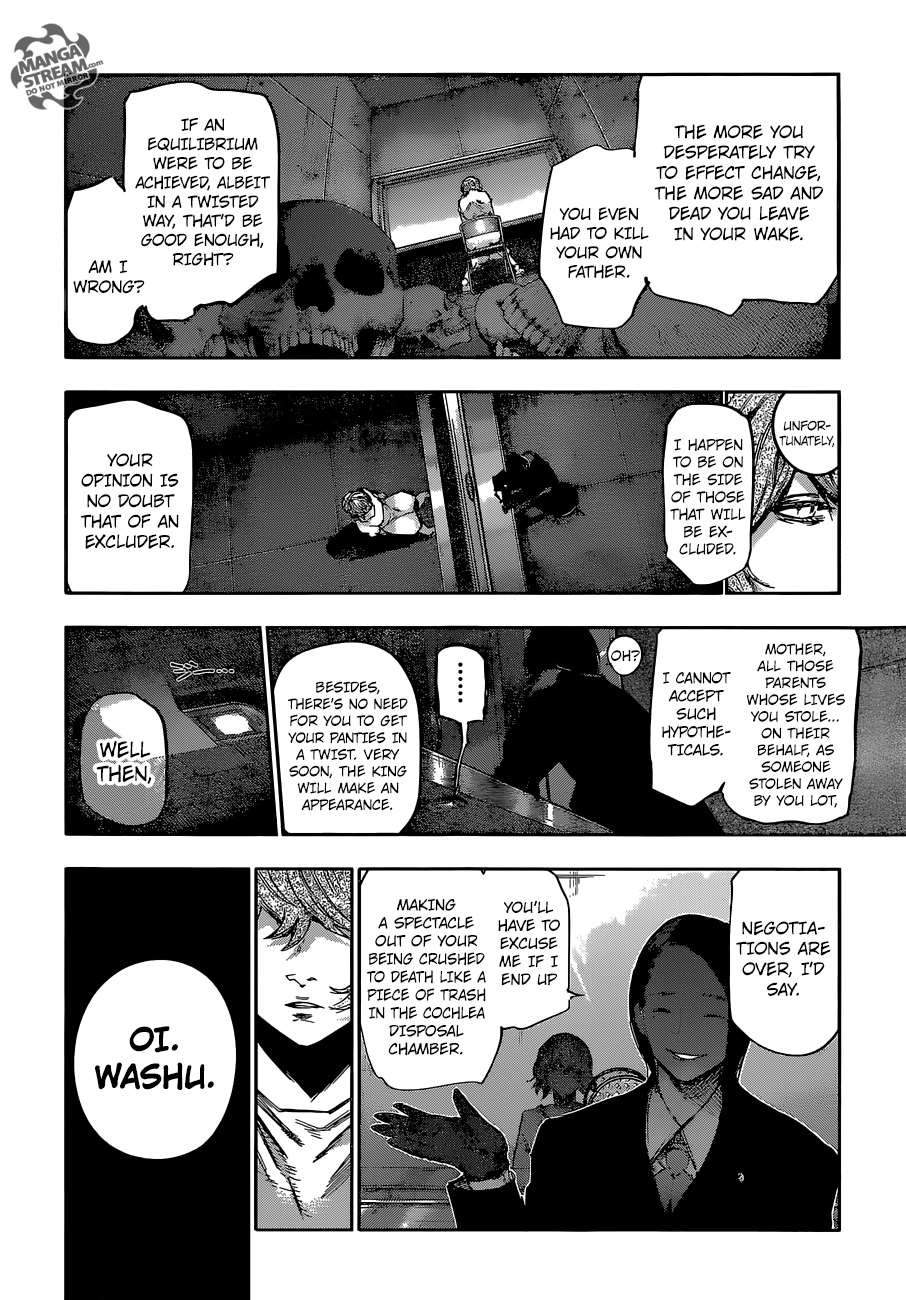 MANGA
STREAM.com
DO NOT MIRROR
THE MORE YOU
DESPERATELY TRY
TO EFFECT CHANGE,
THE MORE SAD AND
DEAD YOU LEAVE
IN YOUR WAKE.
YOU EVEN
HAD TO KILL
YOUR OWN
FATHER.
IF AN
EQUILIBRIUM
WERE TO BE
ACHIEVED, ALBEIT
IN A TWISTED
WAY, THAT'D BE
GOOD ENOUGH,
RIGHT?
AM I
WRONG?
UNFOR-
TUNATELY,
I HAPPEN
TO BE ON
THE SIDE
OF THOSE
THAT WILL
BE EX-
CLUDED.
YOUR
OPINION IS
NO DOUBT
THAT OF AN
EXCLUDER.
MOTHER,
ALL THOSE
PARENTS
WHOSE LIVES
YOU STOLE...
ON THEIR
BEHALF, AS
SOMEONE
STOLEN AWAY
BY YOU LOT,
I CANNOT
ACCEPT
SUCH
HYPOTHE-
TICALS.
OH?
BESIDES,
THERE'S NO NEED
FOR YOU TO GET
YOUR PANTIES
IN A TWIST. VERY
SOON, THE KING
WILL MAKE AN
APPEARANCE.
WELL
THEN,
NEGOTIA-
TIONS ARE
OVER, I'D
SAY.
YOU'LL
HAVE TO
EXCUSE
ME IF I
END UP
MAKING
A SPECTACLE
OUT OF YOUR
BEING CRUSHED
TO DEATH LIKE A
PIECE OF TRASH
IN THE COCHLEA
DISPOSAL
CHAMBER.
OI.
WASHU.